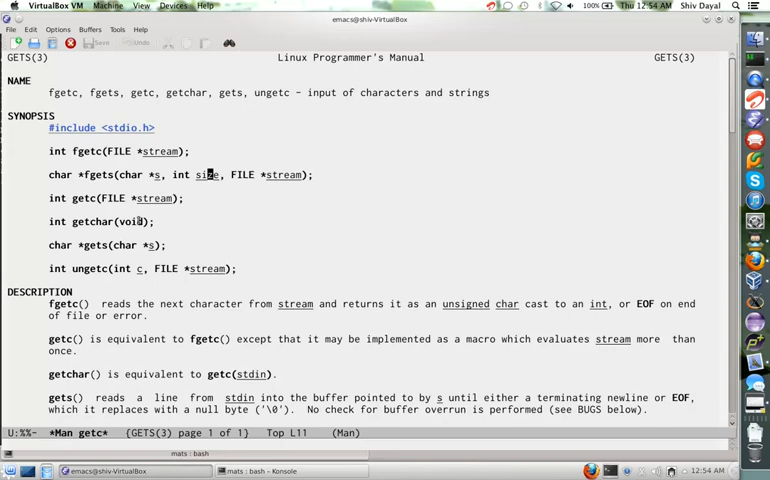 VirtualBox VM Machine View Devices Help 100% Thu 12:54 AM Shiv Dayal
emacs@shiv-VirtualBox
File Edit Options Buffers Tools Help
Save Undo
GETS(3) Linux Programmer's Manual GETS(3)
NAME
fgetc, fgets, getc, getchar, gets, ungetc - input of characters and strings
SYNOPSIS
#include <stdio.h>
int fgetc(FILE *stream);
char *fgets(char *s, int size, FILE *stream);
int getc(FILE *stream);
int getchar(void);
char *gets(char *s);
int ungetc(int c, FILE *stream);
DESCRIPTION
fgetc() reads the next character from stream and returns it as an unsigned char cast to an int, or EOF on end
of file or error.
getc() is equivalent to fgetc() except that it may be implemented as a macro which evaluates stream more than
once.
getchar() is equivalent to getc(stdin).
gets() reads a line from stdin into the buffer pointed to by s until either a terminating newline or EOF,
which it replaces with a null byte ('\0'). No check for buffer overrun is performed (see BUGS below).
U:%%- *Man getc* {GETS(3) page 1 of 1} Top L11 (Man)
mats : bash
emacs@shiv-VirtualBox mats : bash - Konsole 12:54 AM